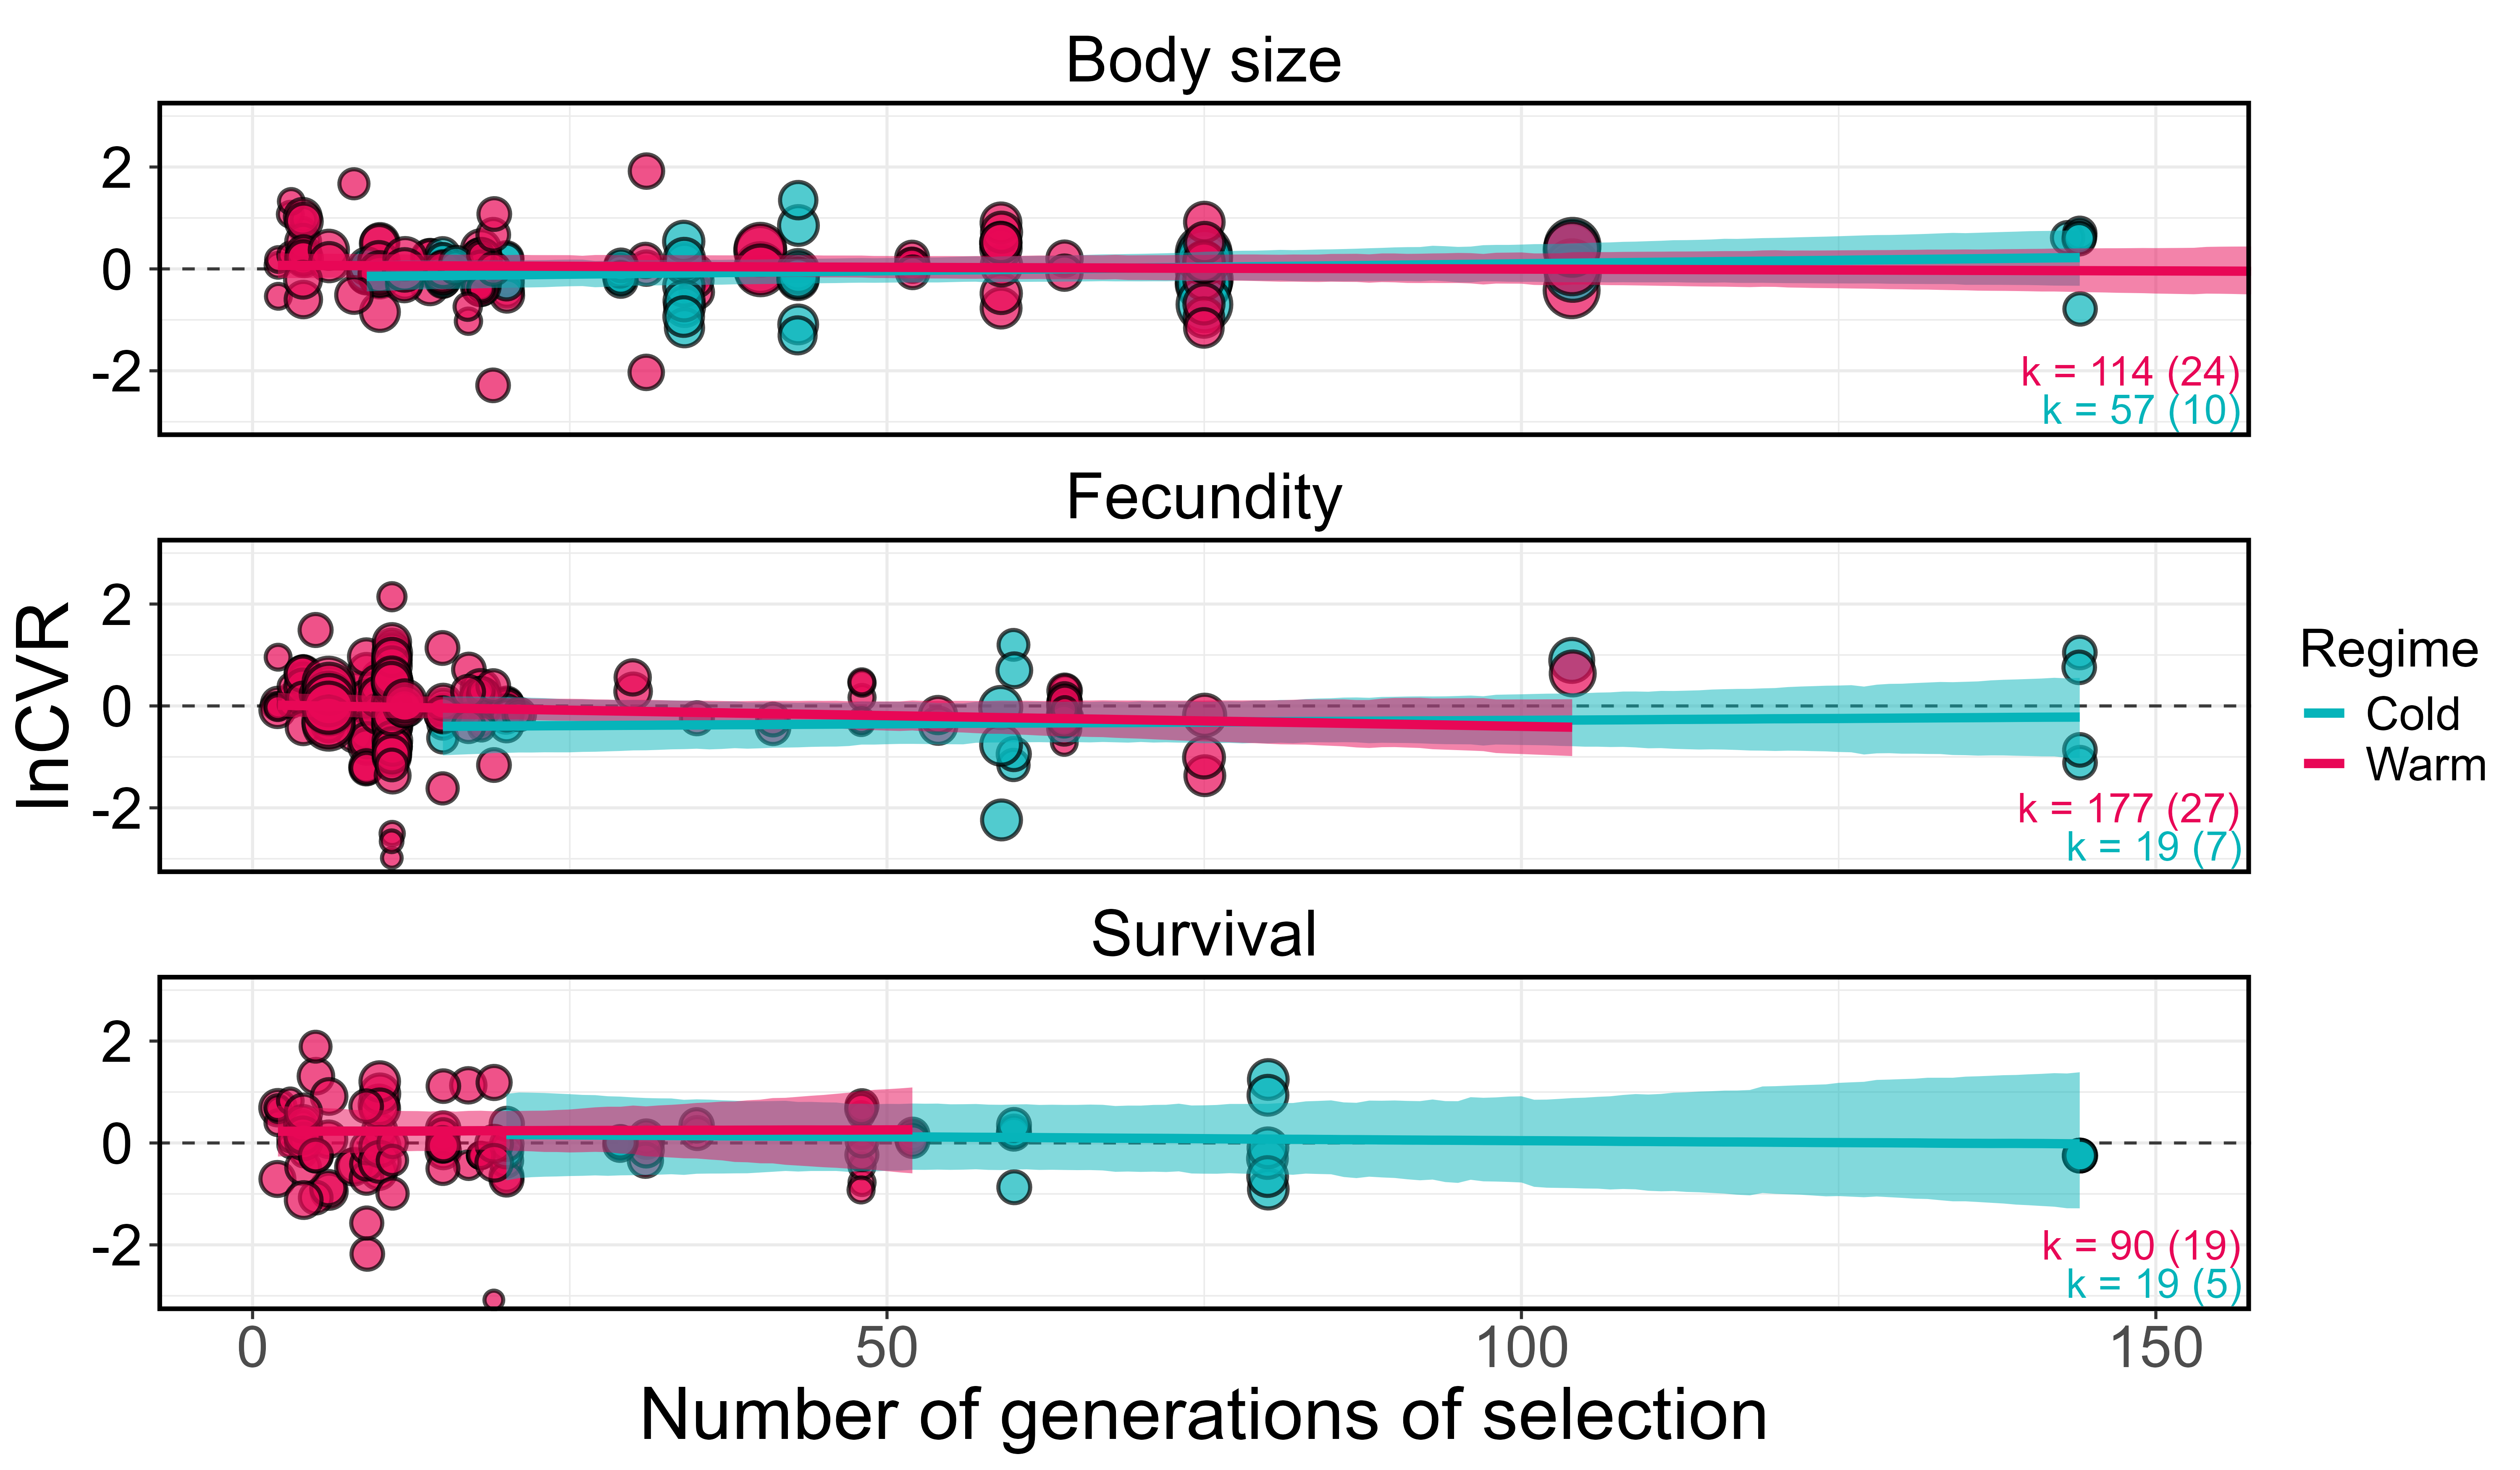 Body size
2
0
-2
k = 114 (24)
k = 57 (10)
Fecundity
2
0
-2
k = 177 (27)
k = 19 (7)
Survival
2
0
-2
k = 90 (19)
k = 19 (5)
0 50 100 150
Number of generations of selection
lnCVR
Regime
Cold
Warm